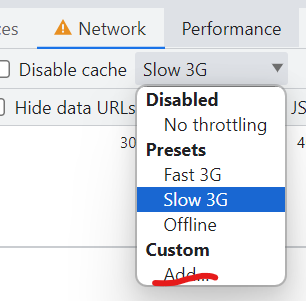 ces Network Performance
Disable cache Slow 3G
Hide data URLs JS
Disabled
No throttling
30 4
Presets
Fast 3G
Slow 3G
Offline
Custom
Add...